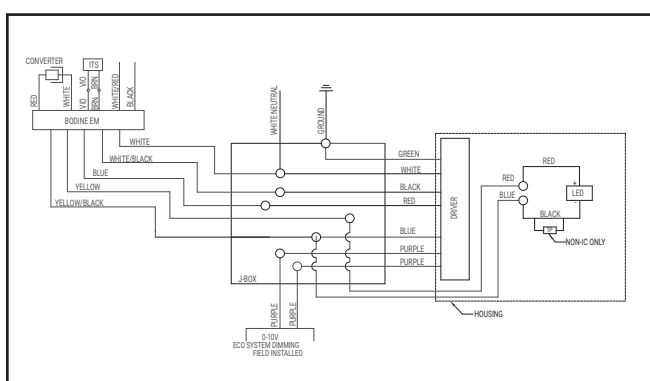 CONVERTER
ITS
RED
WHITE
VIO
VIO
BRN
BRN
WHITE/RED
BLACK
BODINE EM
WHITE
WHITE/BLACK
BLUE
YELLOW
YELLOW/BLACK
WHITE NEUTRAL
GROUND
GREEN
WHITE
BLACK
RED
BLUE
PURPLE
PURPLE
J-BOX
DRIVER
RED
BLUE
RED
+
LED
-
BLACK
TP
NON-IC ONLY
HOUSING
PURPLE
PURPLE
0-10V
ECO SYSTEM DIMMING
FIELD INSTALLED